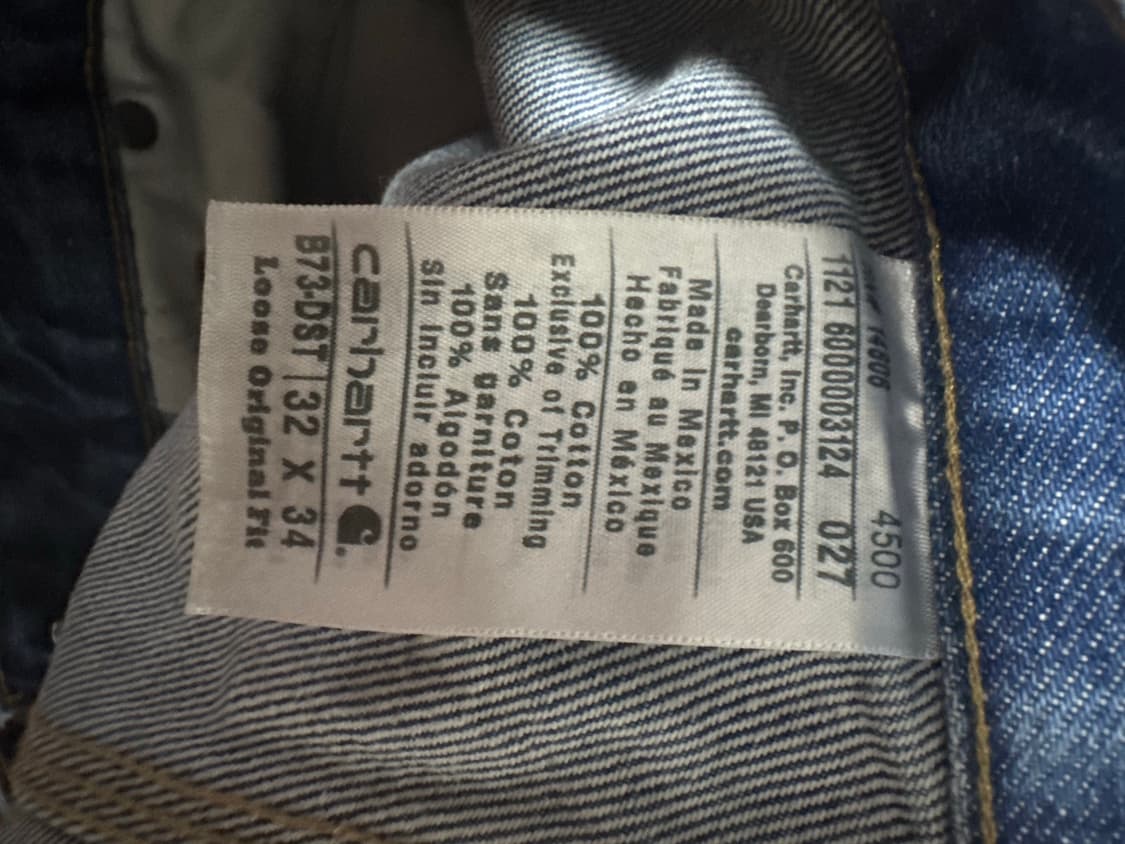 4500
1121 6000003124 027
Carhartt, Inc. P. O. Box 600
Dearborn, MI 48121 USA
carhartt.com
Made In Mexico
Fabriqué au Mexique
Hecho en México
100% Cotton
Exclusive of Trimming
100% Coton
Sans garniture
100% Algodón
Sin incluir adorno
carhartt
B73-DST 32 X 34
Loose Original Fit